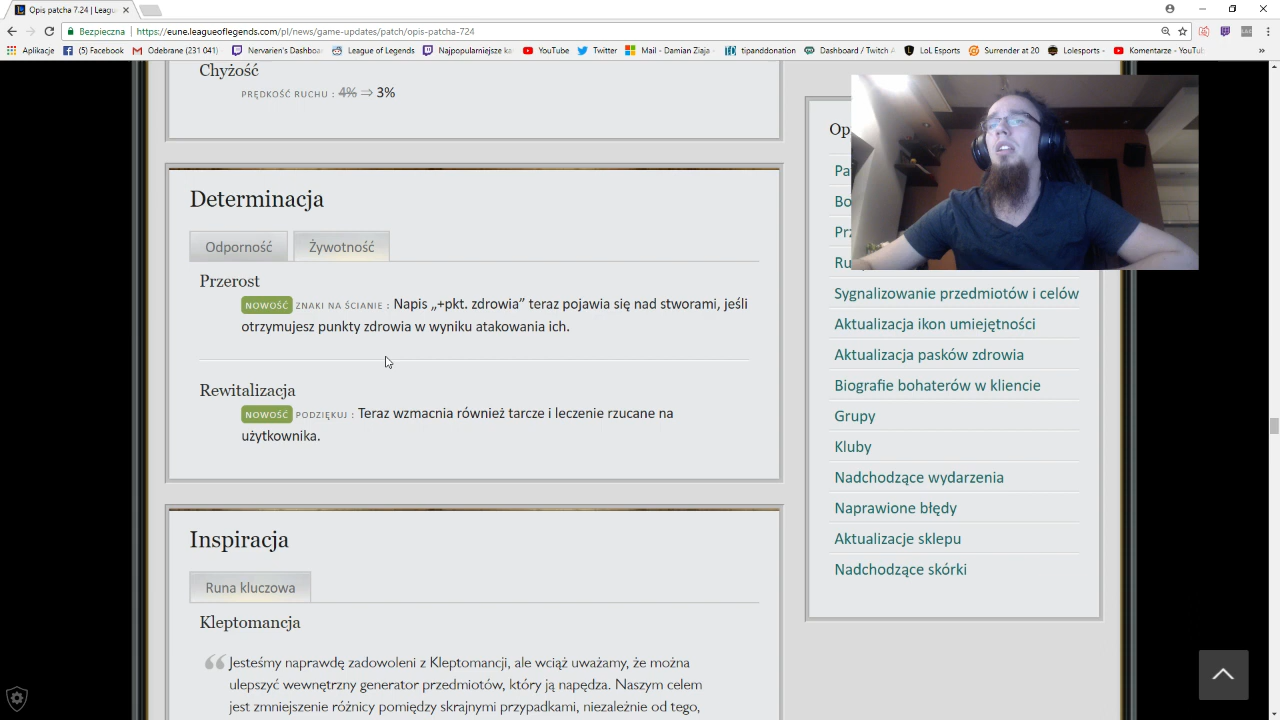 Opis patcha 7.24 | Leagu
Bezpieczna
https://eune.leagueoflegends.com/pl/news/game-updates/patch/opis-patcha-724
Aplikacje
(5) Facebook
Odebrane (231 041)
Nervarien's Dashboard
League of Legends
Najpopularniejsze ka
YouTube
Twitter
Mail - Damian Ziaja
tipanddonation
Dashboard / Twitch A
LoL Esports
Surrender at 20
Lolesports -
Komentarze - YouTu
»
Chyżość
PRĘDKOŚĆ RUCHU : 4% ⇒ 3%
Determinacja
Odporność
Żywotność
Przerost
NOWOŚĆ ZNAKI NA ŚCIANIE : Napis „+pkt. zdrowia” teraz pojawia się nad stworami, jeśli
otrzymujesz punkty zdrowia w wyniku atakowania ich.
Rewitalizacja
NOWOŚĆ PODZIĘKUJ : Teraz wzmacnia również tarcze i leczenie rzucane na
użytkownika.
Inspiracja
Runa kluczowa
Kleptomancja
Jesteśmy naprawdę zadowoleni z Kleptomancji, ale wciąż uważamy, że można
ulepszyć wewnętrzny generator przedmiotów, który ją napędza. Naszym celem
jest zmniejszenie różnicy pomiędzy skrajnymi przypadkami, niezależnie od tego,
Op
Pa
Bo
Prz
Ru
Sygnalizowanie przedmiotów i celów
Aktualizacja ikon umiejętności
Aktualizacja pasków zdrowia
Biografie bohaterów w kliencie
Grupy
Kluby
Nadchodzące wydarzenia
Naprawione błędy
Aktualizacje sklepu
Nadchodzące skórki